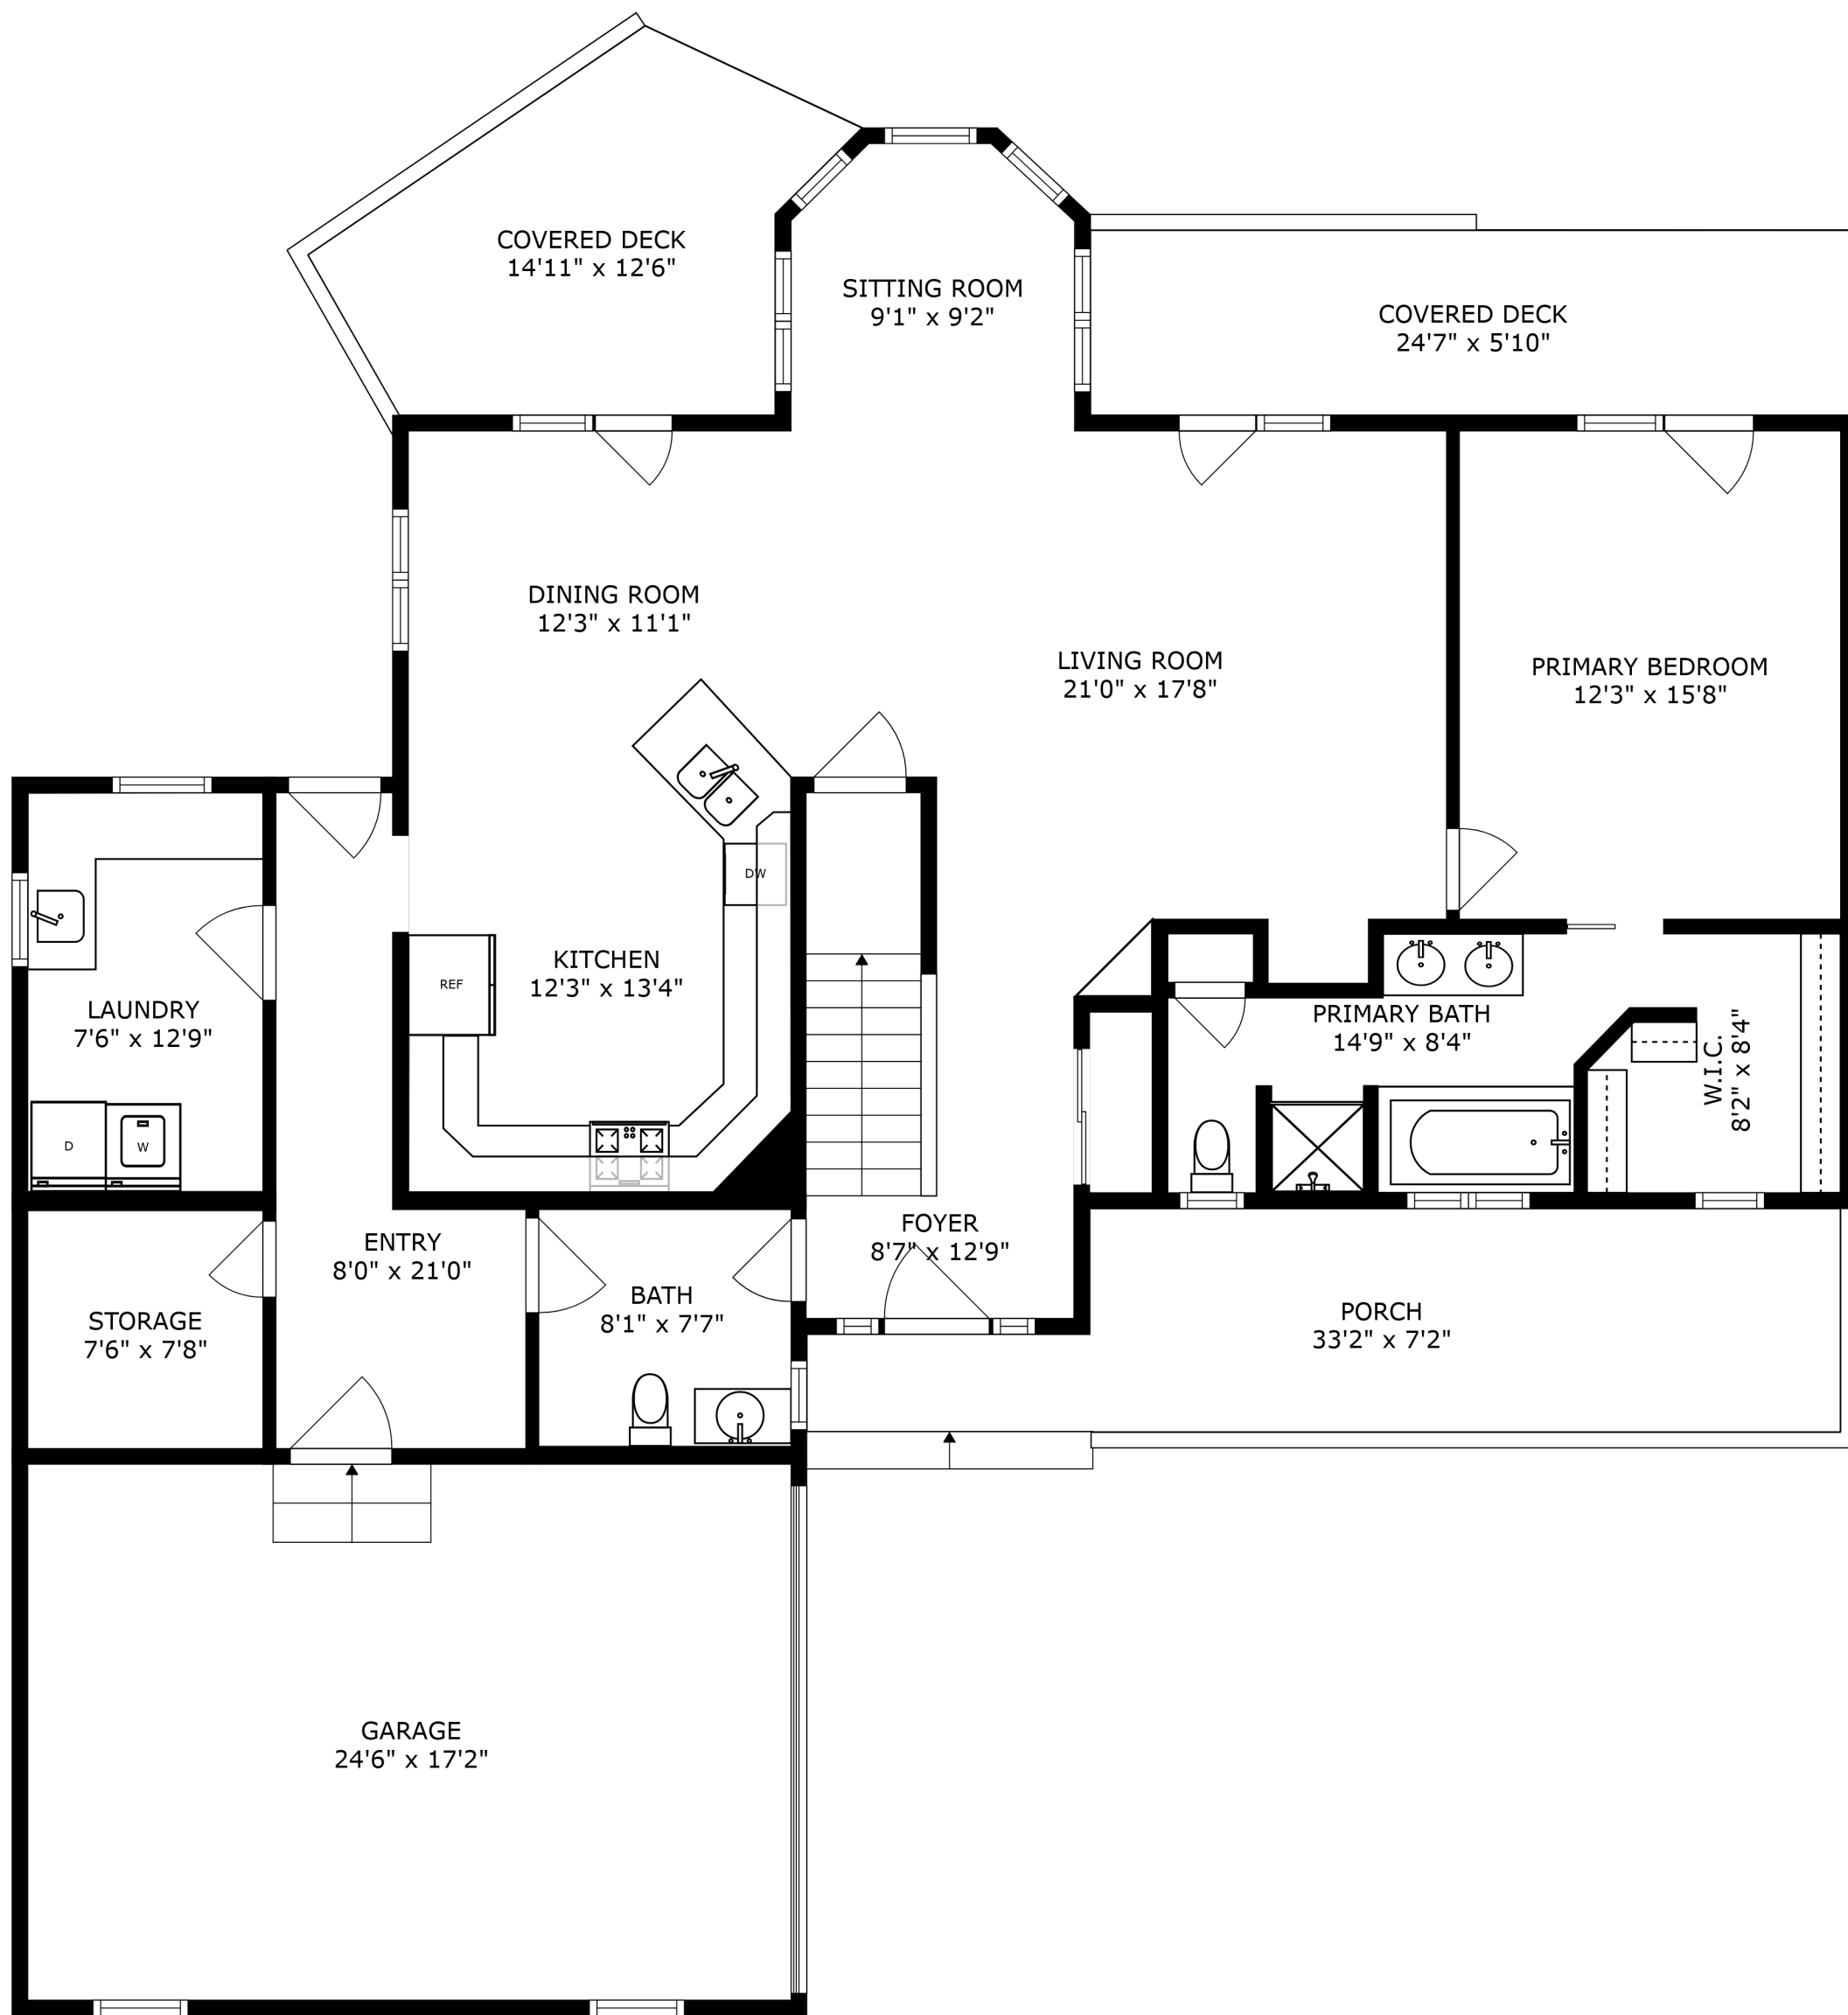 COVERED DECK
14'11" x 12'6"
SITTING ROOM
9'1" x 9'2"
COVERED DECK
24'7" x 5'10"
DINING ROOM
12'3" x 11'1"
LIVING ROOM
21'0" x 17'8"
PRIMARY BEDROOM
12'3" x 15'8"
DW
KITCHEN
12'3" x 13'4"
REF
LAUNDRY
7'6" x 12'9"
PRIMARY BATH
14'9" x 8'4"
W.I.C.
8'2" x 8'4"
D
W
FOYER
8'7" x 12'9"
ENTRY
8'0" x 21'0"
BATH
8'1" x 7'7"
STORAGE
7'6" x 7'8"
PORCH
33'2" x 7'2"
GARAGE
24'6" x 17'2"